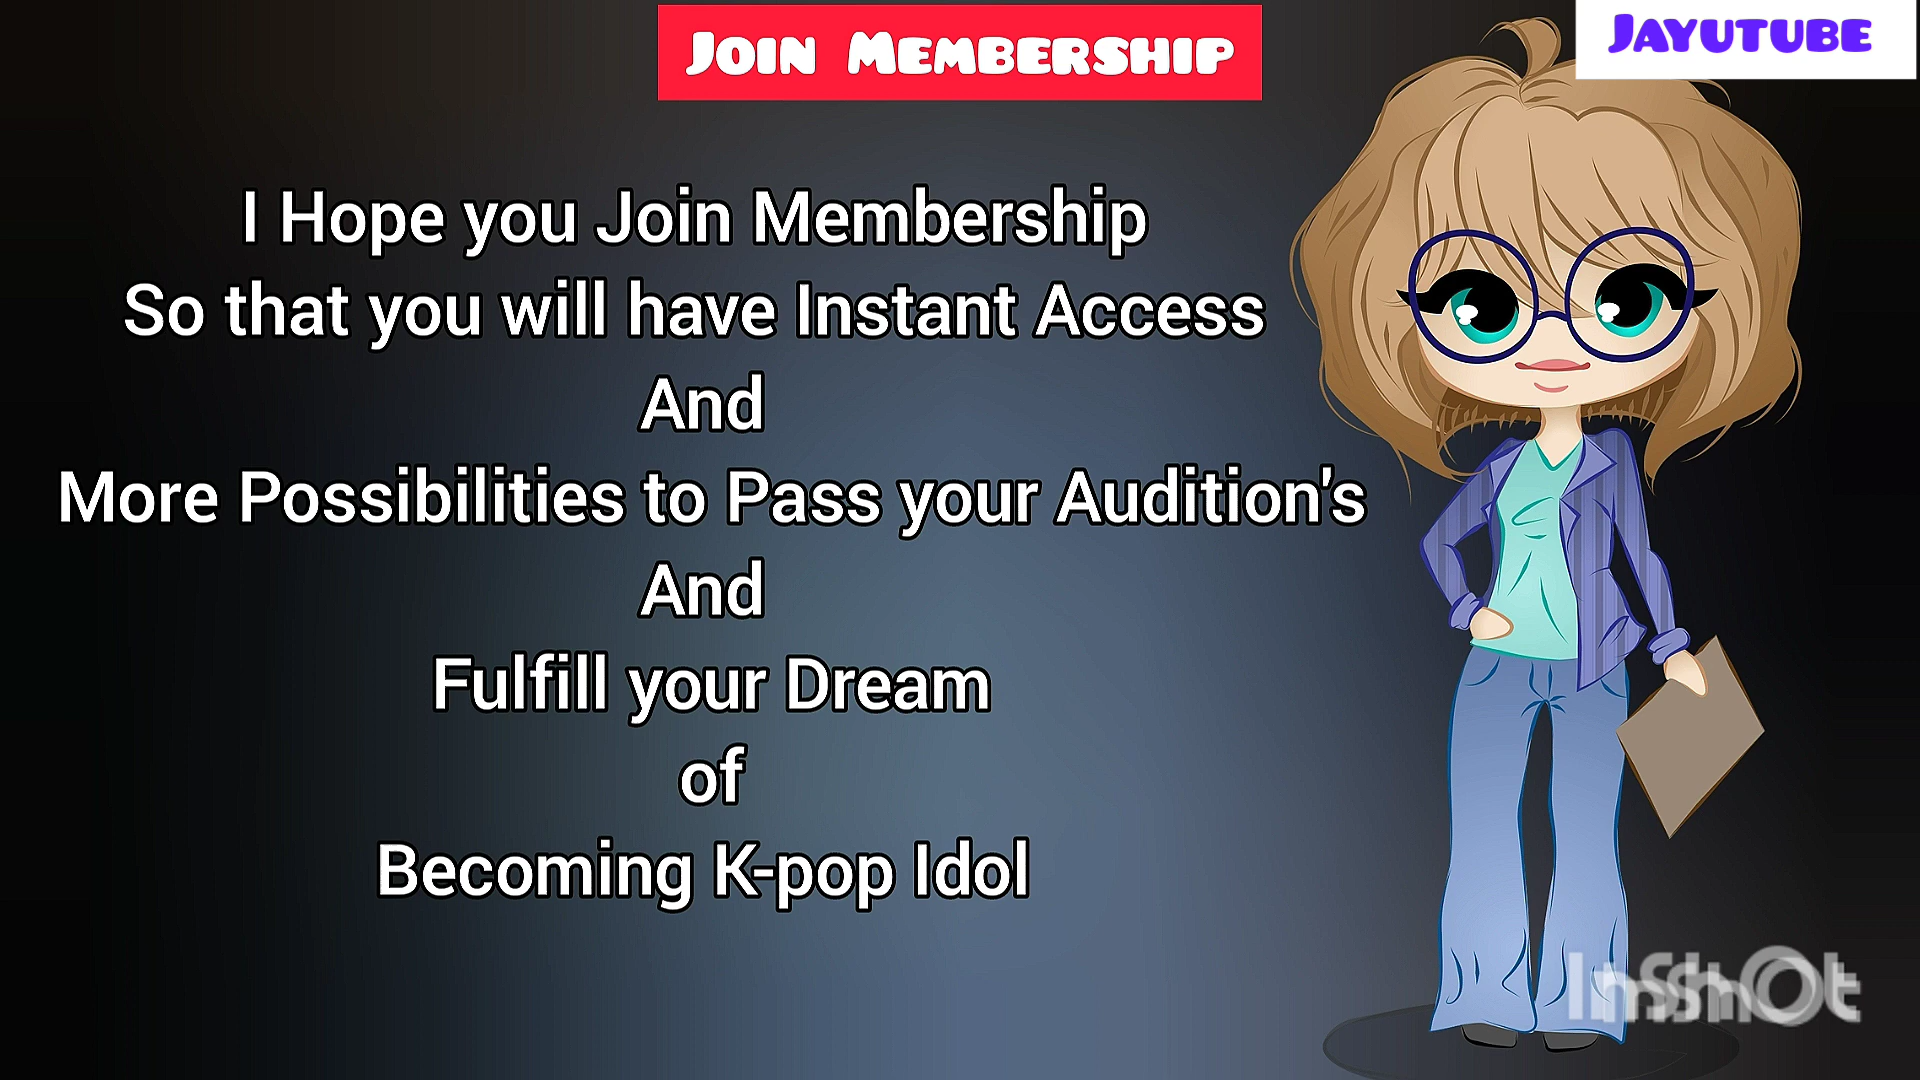 Join Membership
Jayutube
I Hope you Join Membership
So that you will have Instant Access
And
More Possibilities to Pass your Audition's
And
Fulfill your Dream
of
Becoming K-pop Idol
InShOt